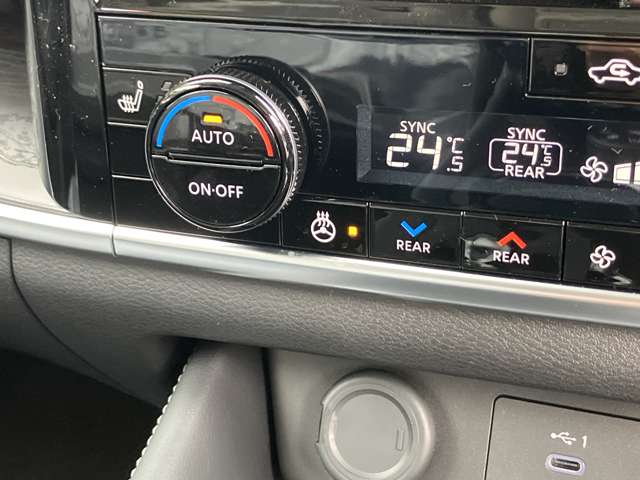 AUTO
ON·OFF
SYNC
24.5°C
SYNC
24.5°C
REAR
REAR
REAR
1